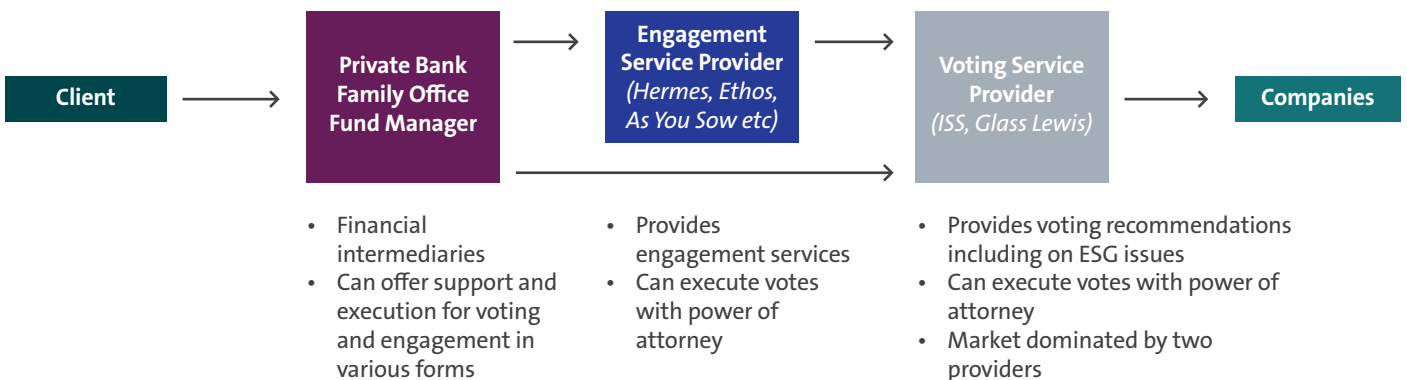 Client
Private Bank
Family Office
Fund Manager
Engagement
Service Provider
(Hermes, Ethos,
As You Sow etc)
Voting Service
Provider
(ISS, Glass Lewis)
Companies
• Financial
intermediaries
• Can offer support and
execution for voting
and engagement in
various forms
• Provides
engagement services
• Can execute votes
with power of
attorney
• Provides voting recommendations
including on ESG issues
• Can execute votes with power of
attorney
• Market dominated by two
providers